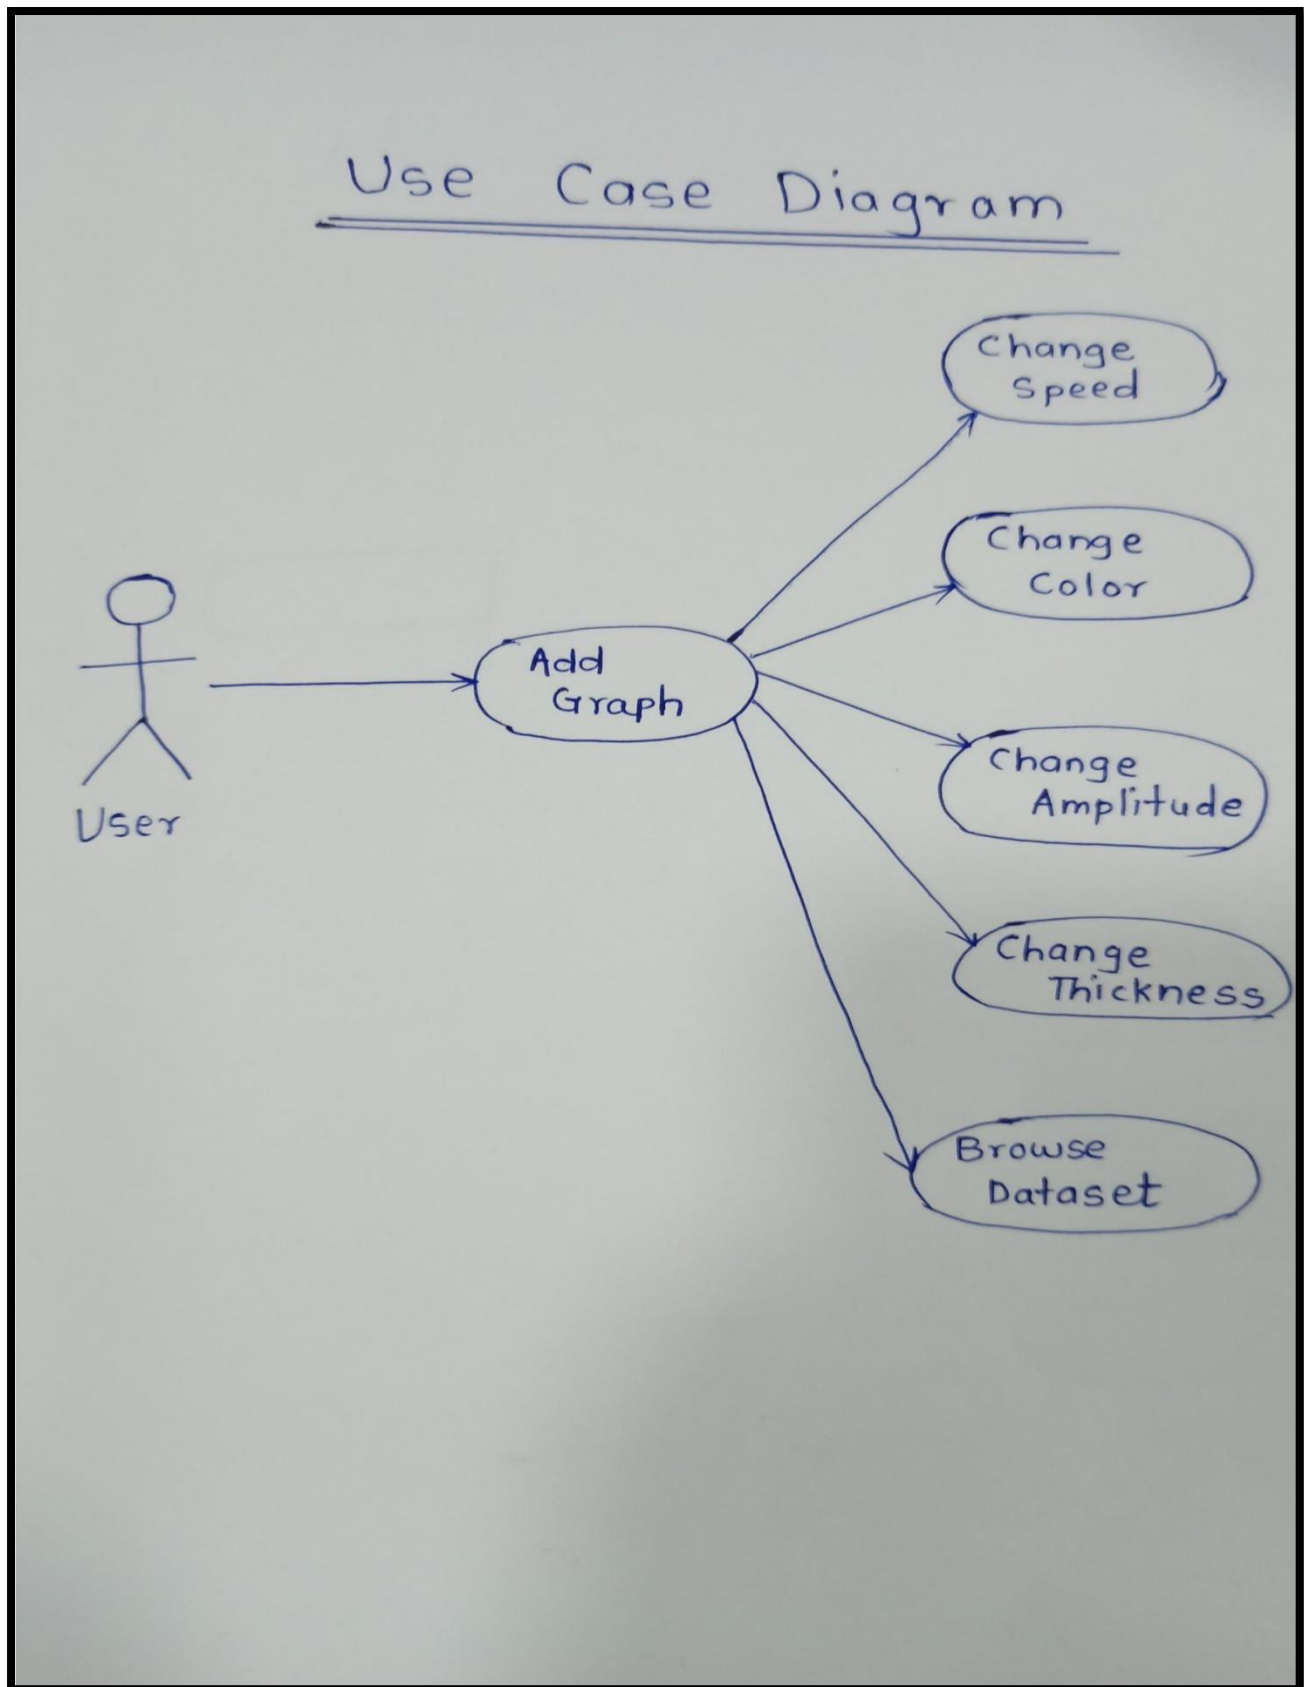 Use Case Diagram
Change
Speed
Change
Color
Add
Graph
Change
Amplitude
User
Change
Thickness
Browse
Dataset